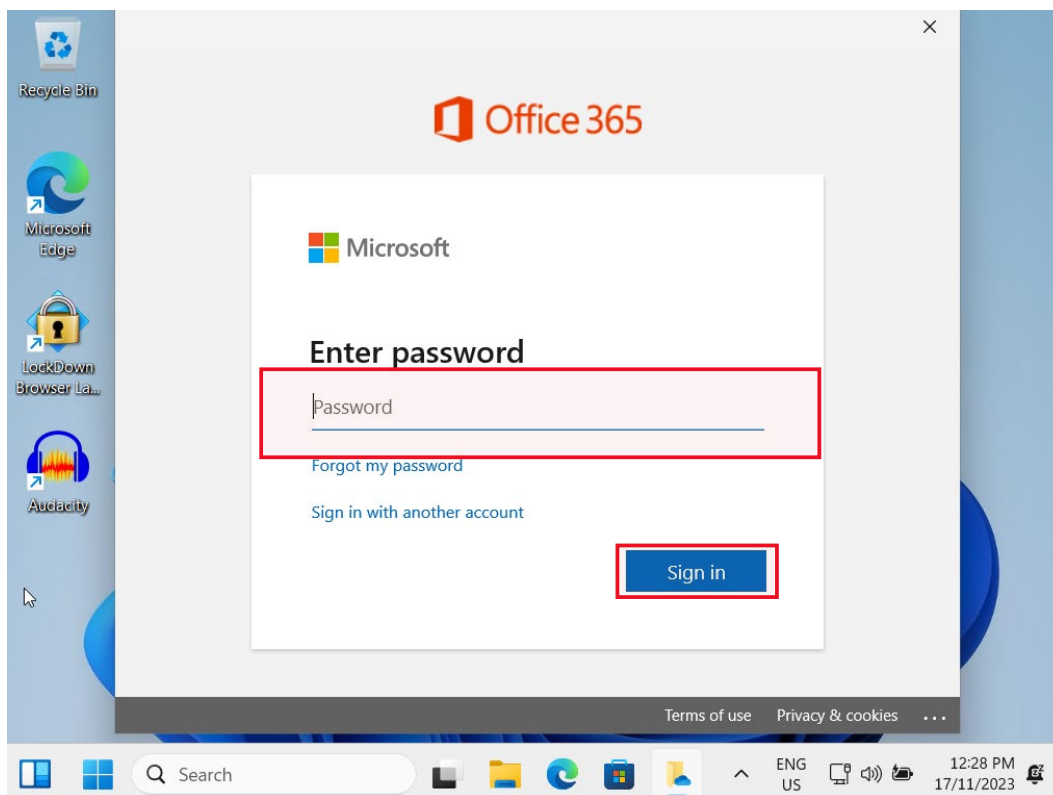 Recycle Bin
Microsoft
Edge
LockDown
Browser La...
Audacity
Office 365
Microsoft
Enter password
Password
Forgot my password
Sign in with another account
Sign in
Terms of use Privacy & cookies ...
Search
ENG
US
12:28 PM
17/11/2023